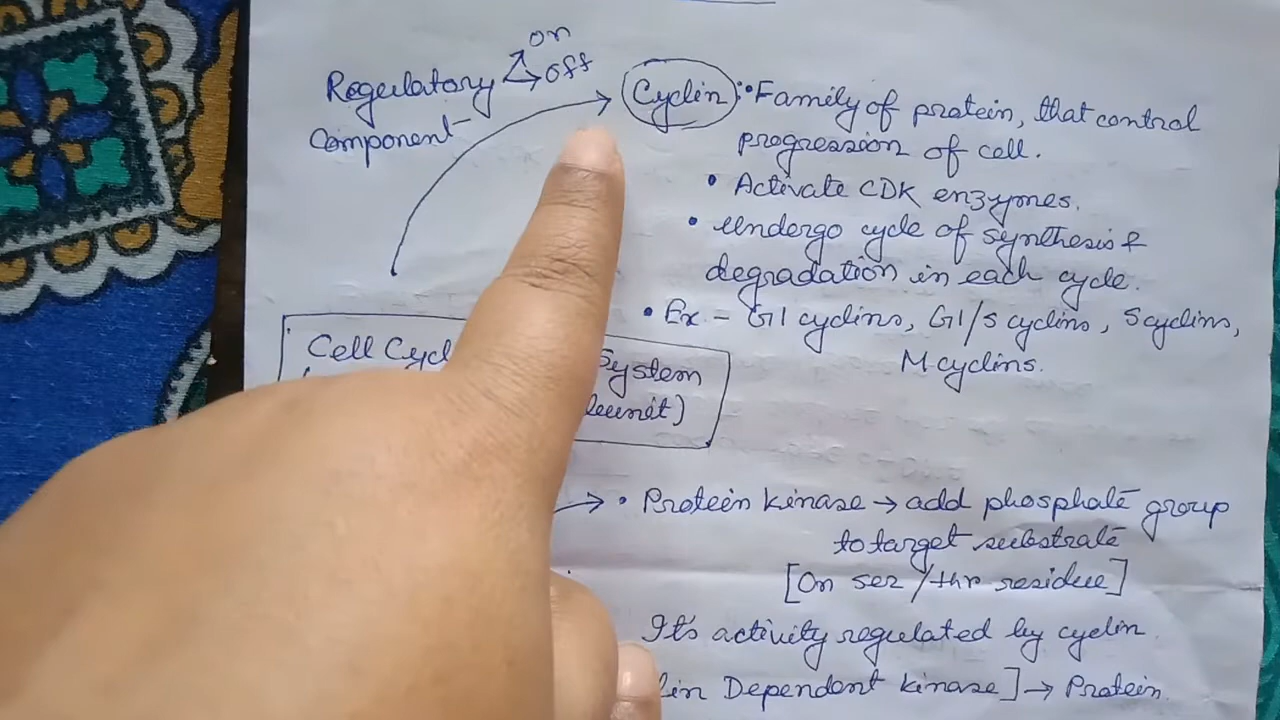 on
Regulatory off
Component-
Cyclin : • Family of protein, that control
progression of cell.
• Activate CDK enzymes.
• Undergo cycle of synthesis &
degradation in each cycle.
• Ex - G1 cyclins, G1/S cyclins, S cyclins,
M cyclins.
Cell Cycl System
unit)
→ • Protein kinase → add phosphate group
to target substrate
[On ser/thr residue]
It's activity regulated by cyclin
lin Dependent kinase] → Protein